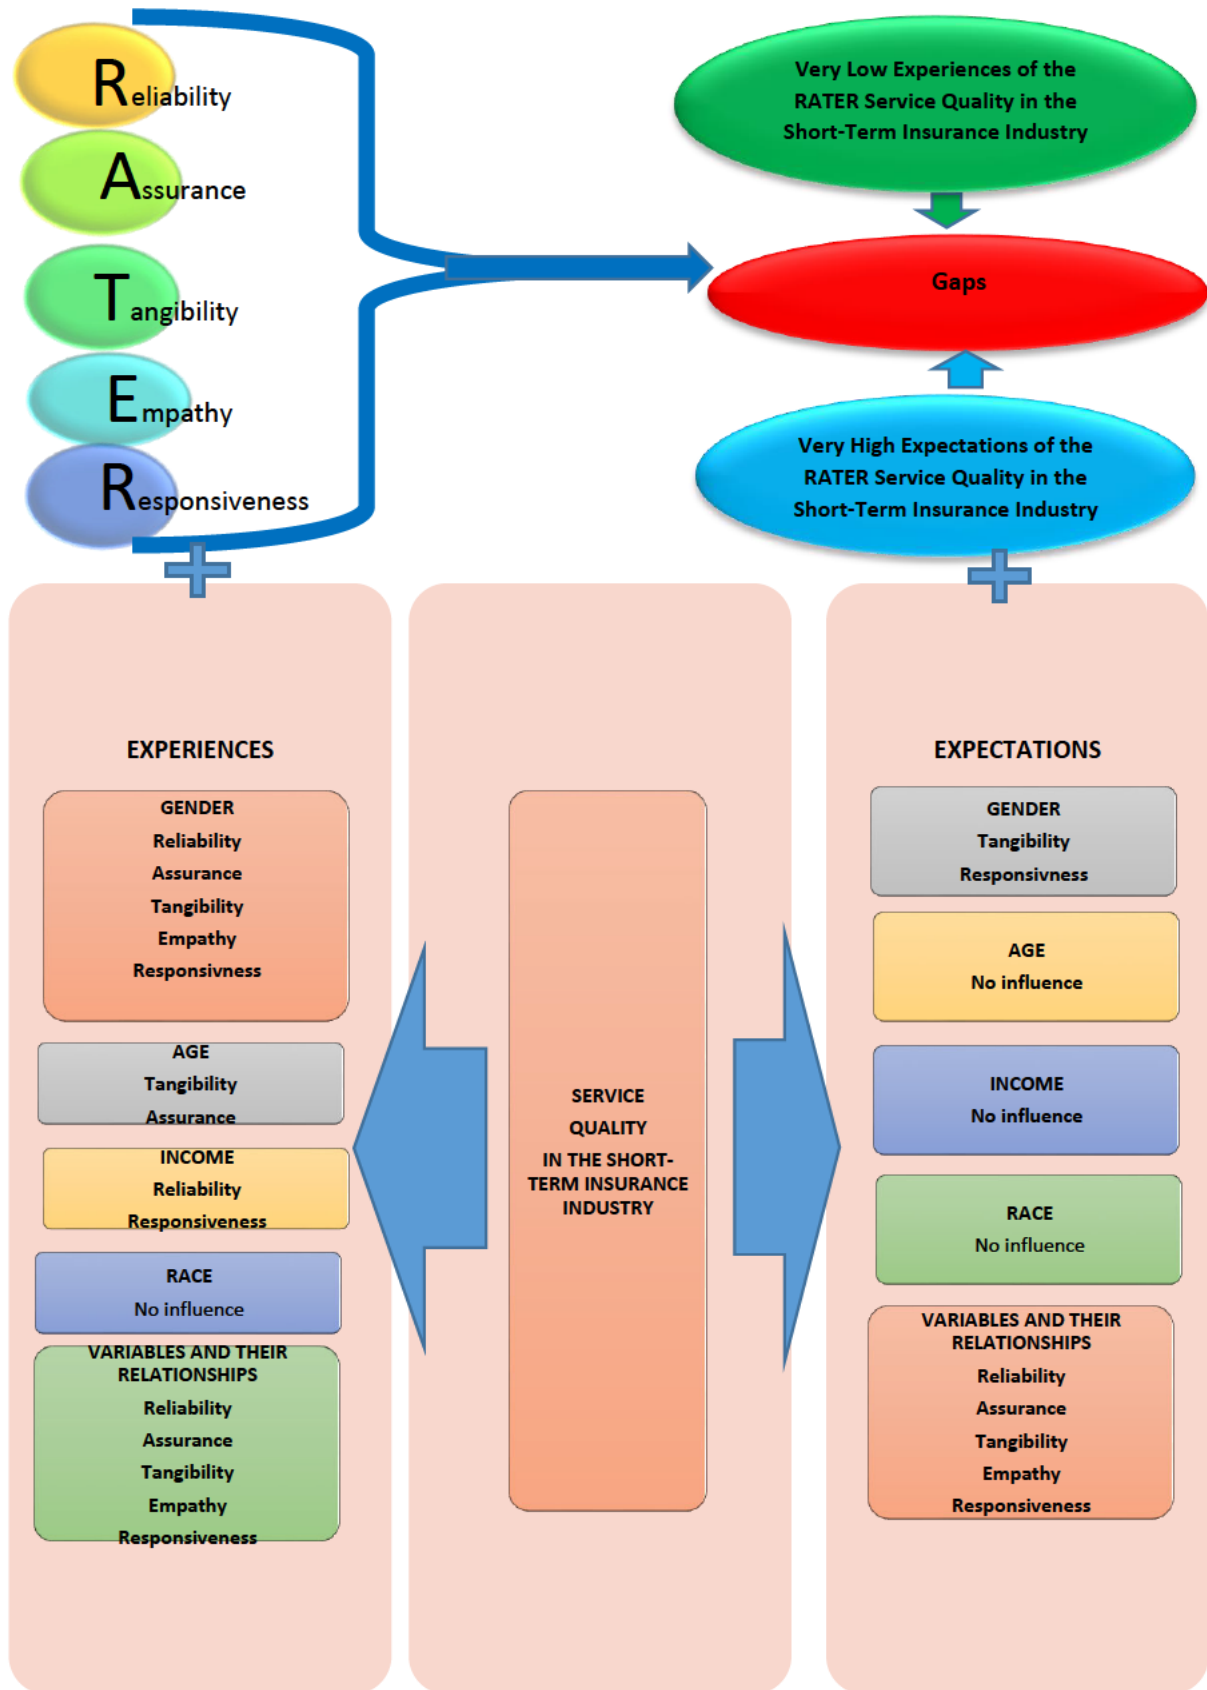 Reliability
Assurance
Tangibility
Empathy
Responsiveness
Very Low Experiences of the
RATER Service Quality in the
Short-Term Insurance Industry
Gaps
Very High Expectations of the
RATER Service Quality in the
Short-Term Insurance Industry
EXPERIENCES
GENDER
Reliability
Assurance
Tangibility
Empathy
Responsivness
AGE
Tangibility
Assurance
INCOME
Reliability
Responsiveness
RACE
No influence
VARIABLES AND THEIR
RELATIONSHIPS
Reliability
Assurance
Tangibility
Empathy
Responsiveness
SERVICE
QUALITY
IN THE SHORT-
TERM INSURANCE
INDUSTRY
EXPECTATIONS
GENDER
Tangibility
Responsivness
AGE
No influence
INCOME
No influence
RACE
No influence
VARIABLES AND THEIR
RELATIONSHIPS
Reliability
Assurance
Tangibility
Empathy
Responsiveness